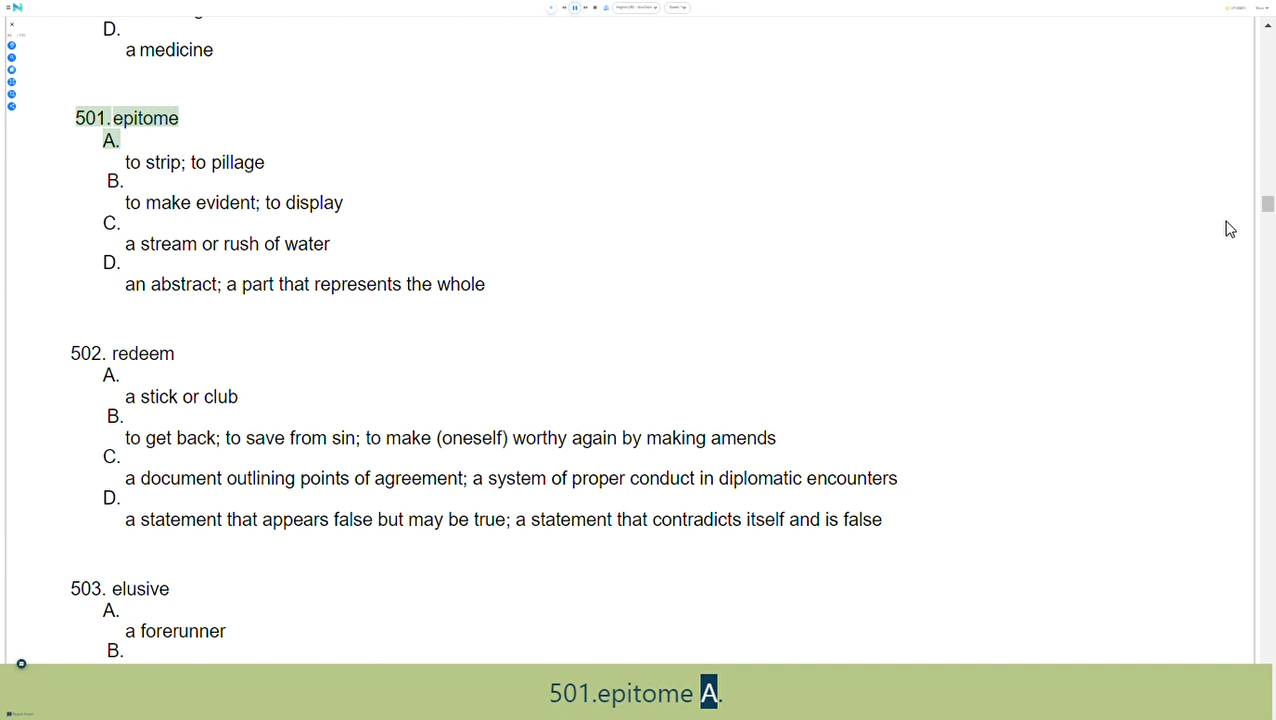 D.
a medicine
501. epitome
A.
to strip; to pillage
B.
to make evident; to display
C.
a stream or rush of water
D.
an abstract; a part that represents the whole
502. redeem
A.
a stick or club
B.
to get back; to save from sin; to make (oneself) worthy again by making amends
C.
a document outlining points of agreement; a system of proper conduct in diplomatic encounters
D.
a statement that appears false but may be true; a statement that contradicts itself and is false
503. elusive
A.
a forerunner
B.
501.epitome A.